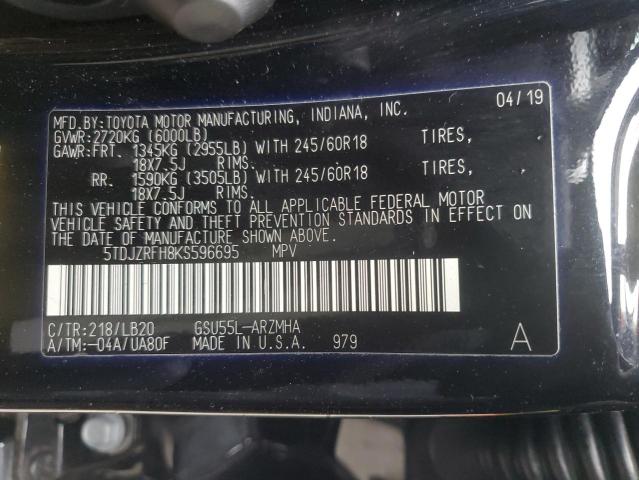 MFD.BY:TOYOTA MOTOR MANUFACTURING, INDIANA, INC. 04/19
GVWR:2720KG (6000LB)
GAWR:FRT. 1345KG (2955LB) WITH 245/60R18 TIRES,
18X7.5J RIMS.
RR. 1590KG (3505LB) WITH 245/60R18 TIRES,
18X7.5J RIMS.
THIS VEHICLE CONFORMS TO ALL APPLICABLE FEDERAL MOTOR
VEHICLE SAFETY AND THEFT PREVENTION STANDARDS IN EFFECT ON
THE DATE OF MANUFACTURE SHOWN ABOVE.
5TDJZRFH8KS596695 MPV
C/TR:218/LB20 GSU55L-ARZMHA
A/TM:-04A/UA80F MADE IN U.S.A. 979 A